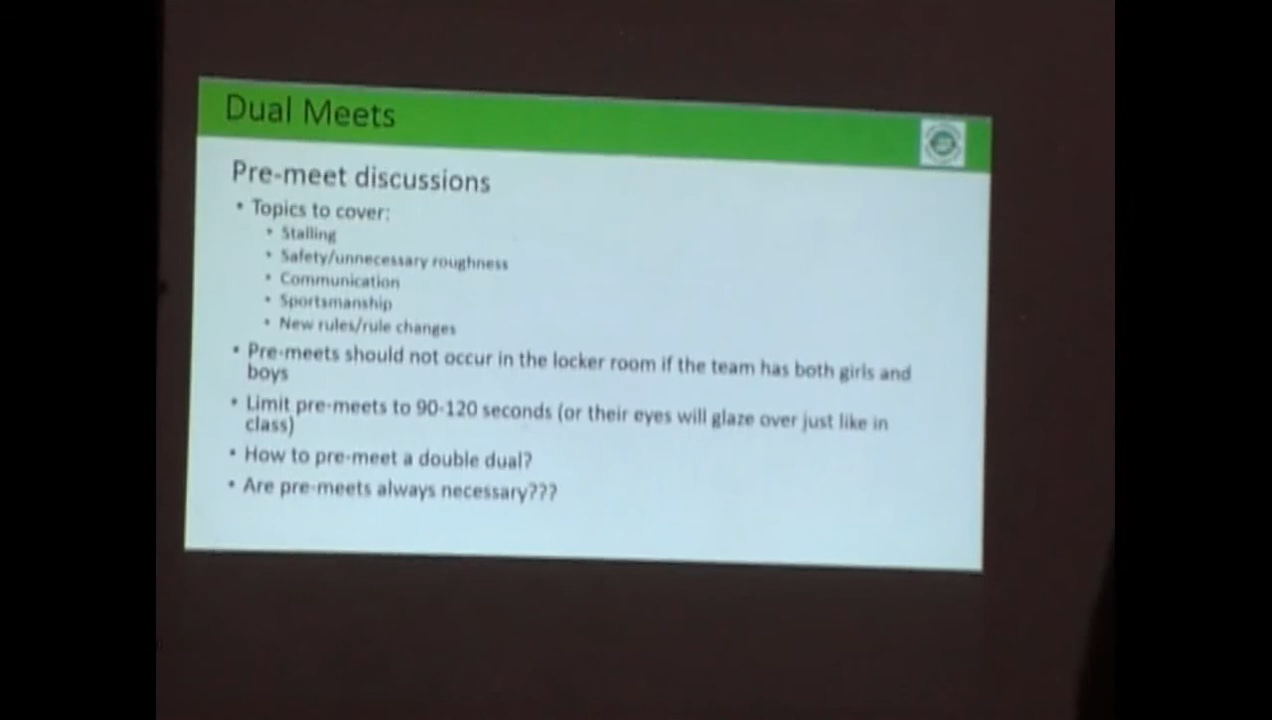 Dual Meets
Pre-meet discussions
• Topics to cover:
• Stalling
• Safety/unnecessary roughness
• Communication
• Sportsmanship
• New rules/rule changes
• Pre-meets should not occur in the locker room if the team has both girls and
boys
• Limit pre-meets to 90-120 seconds (or their eyes will glaze over just like in
class)
• How to pre-meet a double dual?
• Are pre-meets always necessary???